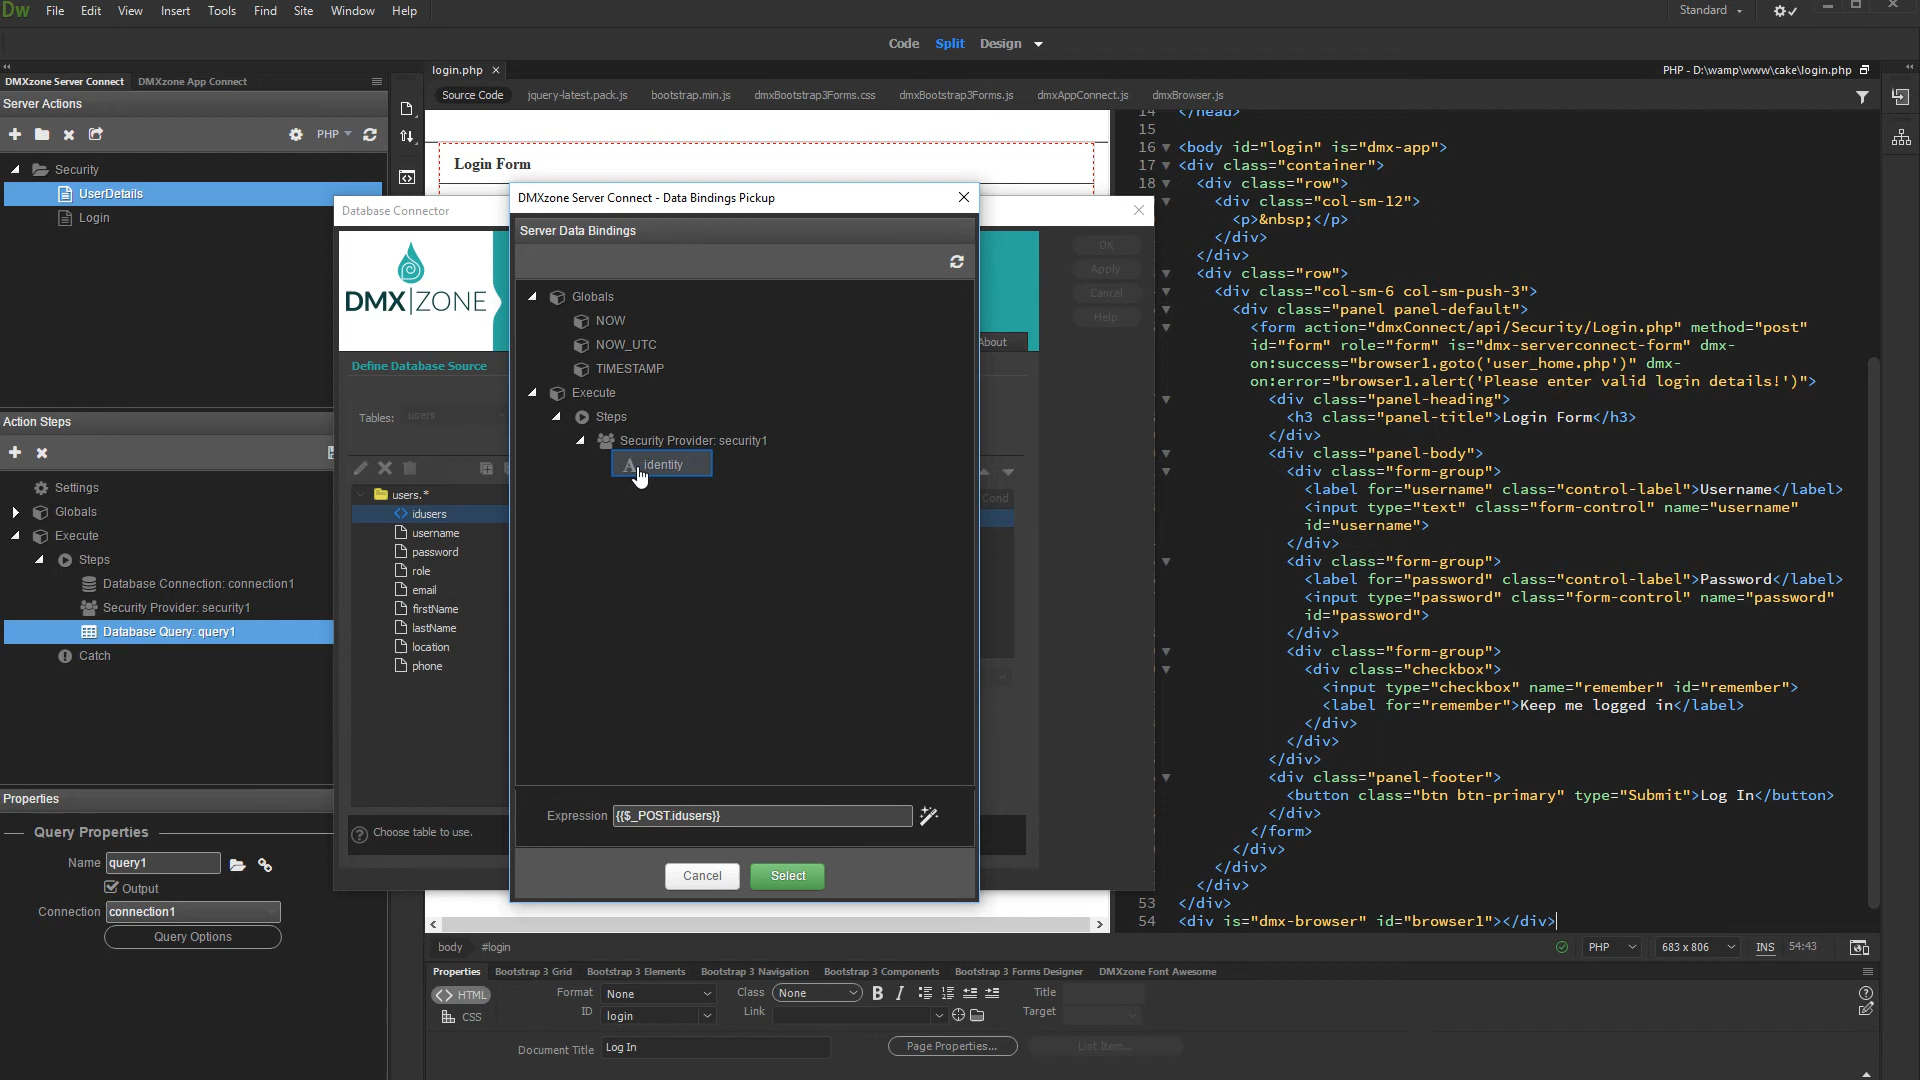 Dw File Edit View Insert Tools Find Site Window Help
Standard
Code Split Design
DMXzone Server Connect DMXzone App Connect
Server Actions
PHP
Security
UserDetails
Login
Action Steps
Settings
Globals
Execute
Steps
Database Connection: connection1
Security Provider: security1
Database Query: query1
Catch
Properties
Query Properties
Name query1
Output
Connection connection1
Query Options
login.php
PHP - D:\wamp\www\cake\login.php
Source Code jquery-latest.pack.js bootstrap.min.js dmxBootstrap3Forms.css dmxBootstrap3Forms.js dmxAppConnect.js dmxBrowser.js
Login Form
Database Connector
DMX|ZONE
OK
Apply
Cancel
Help
About
Define Database Source
Tables: users
Cond
users.*
idusers
username
password
role
email
firstName
lastName
location
phone
Choose table to use.
DMXzone Server Connect - Data Bindings Pickup
Server Data Bindings
Globals
NOW
NOW_UTC
TIMESTAMP
Execute
Steps
Security Provider: security1
identity
Expression {{$_POST.idusers}}
Cancel Select
14 </head>
15
16 <body id="login" is="dmx-app">
17 <div class="container">
18 <div class="row">
<div class="col-sm-12">
<p>&nbsp;</p>
</div>
</div>
<div class="row">
<div class="col-sm-6 col-sm-push-3">
<div class="panel panel-default">
<form action="dmxConnect/api/Security/Login.php" method="post"
id="form" role="form" is="dmx-serverconnect-form" dmx-
on:success="browser1.goto('user_home.php')" dmx-
on:error="browser1.alert('Please enter valid login details!')">
<div class="panel-heading">
<h3 class="panel-title">Login Form</h3>
</div>
<div class="panel-body">
<div class="form-group">
<label for="username" class="control-label">Username</label>
<input type="text" class="form-control" name="username"
id="username">
</div>
<div class="form-group">
<label for="password" class="control-label">Password</label>
<input type="password" class="form-control" name="password"
id="password">
</div>
<div class="form-group">
<div class="checkbox">
<input type="checkbox" name="remember" id="remember">
<label for="remember">Keep me logged in</label>
</div>
</div>
</div>
<div class="panel-footer">
<button class="btn btn-primary" type="Submit">Log In</button>
</div>
</form>
</div>
</div>
</div>
53 </div>
54 <div is="dmx-browser" id="browser1"></div>
body #login
PHP 683 x 806 INS 54:43
Properties Bootstrap 3 Grid Bootstrap 3 Elements Bootstrap 3 Navigation Bootstrap 3 Components Bootstrap 3 Forms Designer DMXzone Font Awesome
<> HTML Format None Class None B I Title
CSS ID login Link Target
Document Title Log In Page Properties... List Item...